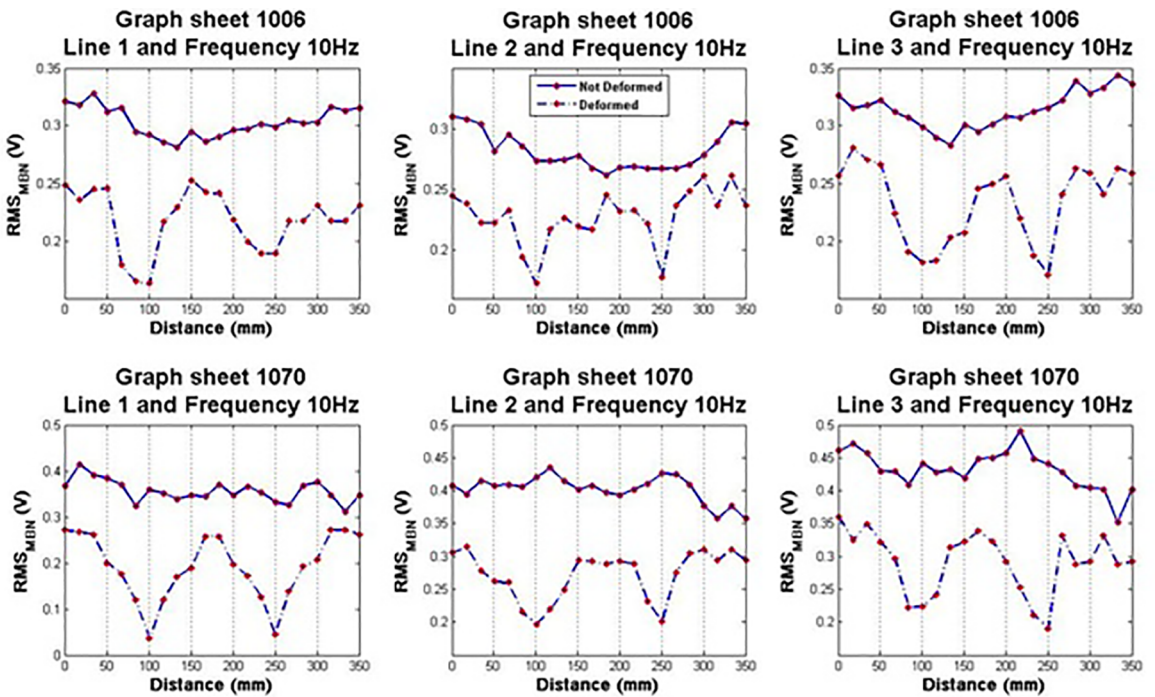 Graph sheet 1006
Line 1 and Frequency 10Hz
0.35
0.3
0.25
0.2
RMS_MBN (V)
0 50 100 150 200 250 300 350
Distance (mm)
Graph sheet 1006
Line 2 and Frequency 10Hz
Not Deformed
Deformed
0.3
0.25
0.2
RMS_MBN (V)
0 50 100 150 200 250 300 350
Distance (mm)
Graph sheet 1006
Line 3 and Frequency 10Hz
0.35
0.3
0.25
0.2
RMS_MBN (V)
0 50 100 150 200 250 300 350
Distance (mm)
Graph sheet 1070
Line 1 and Frequency 10Hz
0.5
0.4
0.3
0.2
0.1
0
RMS_MBN (V)
0 50 100 150 200 250 300 350
Distance (mm)
Graph sheet 1070
Line 2 and Frequency 10Hz
0.5
0.45
0.4
0.35
0.3
0.25
0.2
RMS_MBN (V)
0 50 100 150 200 250 300 350
Distance (mm)
Graph sheet 1070
Line 3 and Frequency 10Hz
0.5
0.45
0.4
0.35
0.3
0.25
0.2
RMS_MBN (V)
0 50 100 150 200 250 300 350
Distance (mm)